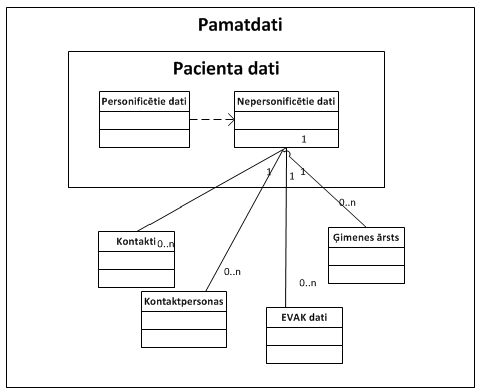 Pamatdati
Pacienta dati
Personificētie dati
Nepersonificētie dati
1
1
1
1
0..n
Kontakti
0..n
Ģimenes ārsts
0..n
0..n
Kontaktpersonas
EVAK dati